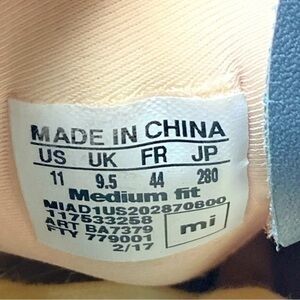 MADE IN CHINA
US UK FR JP
11 9.5 44 280
Medium fit
MIAD1US202870800
117533258
ART BA7379
FTY 779001
2/17
mi